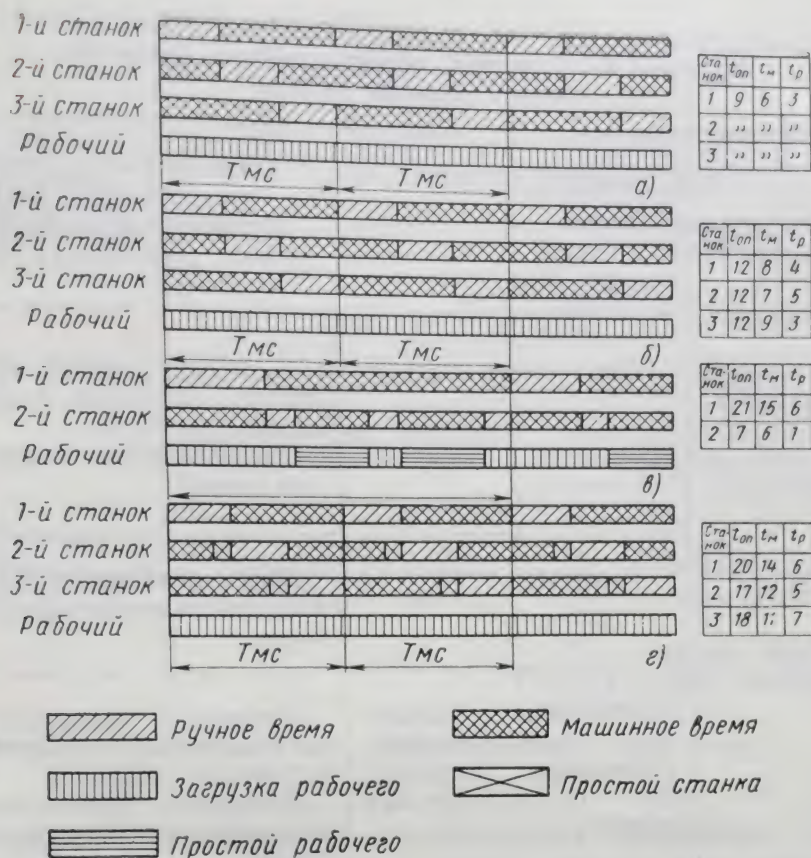 1-й станок
2-й станок
3-й станок
Рабочий
Тмс Тмс
а)
Станок tоп tм tр
1 9 6 3
2 ,, ,, ,,
3 ,, ,, ,,
1-й станок
2-й станок
3-й станок
Рабочий
Тмс Тмс
б)
Станок tоп tм tр
1 12 8 4
2 12 7 5
3 12 9 3
1-й станок
2-й станок
Рабочий
в)
Станок tоп tм tр
1 21 15 6
2 7 6 1
1-й станок
2-й станок
3-й станок
Рабочий
Тмс Тмс
г)
Станок tоп tм tр
1 20 14 6
2 17 12 5
3 18 7
Ручное время
Машинное время
Загрузка рабочего
Простой станка
Простой рабочего